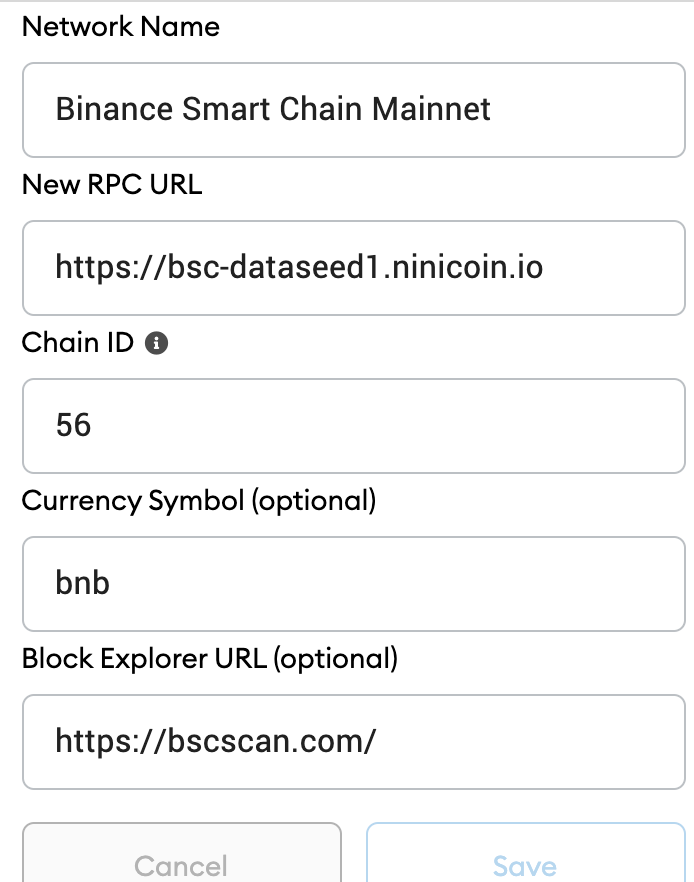 Network Name
Binance Smart Chain Mainnet
New RPC URL
https://bsc-dataseed1.ninicoin.io
Chain ID
56
Currency Symbol (optional)
bnb
Block Explorer URL (optional)
https://bscscan.com/
Cancel Save